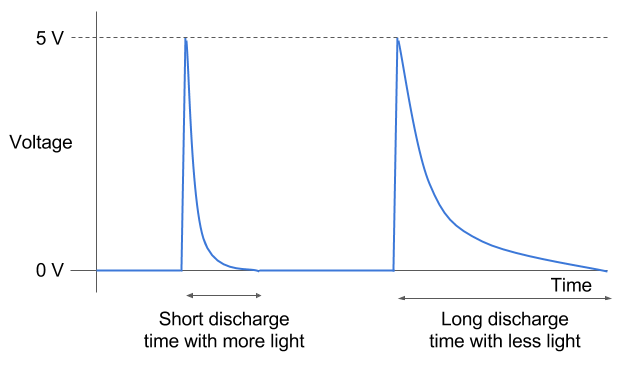 5 V
Voltage
0 V
Time
Short discharge
time with more light
Long discharge
time with less light